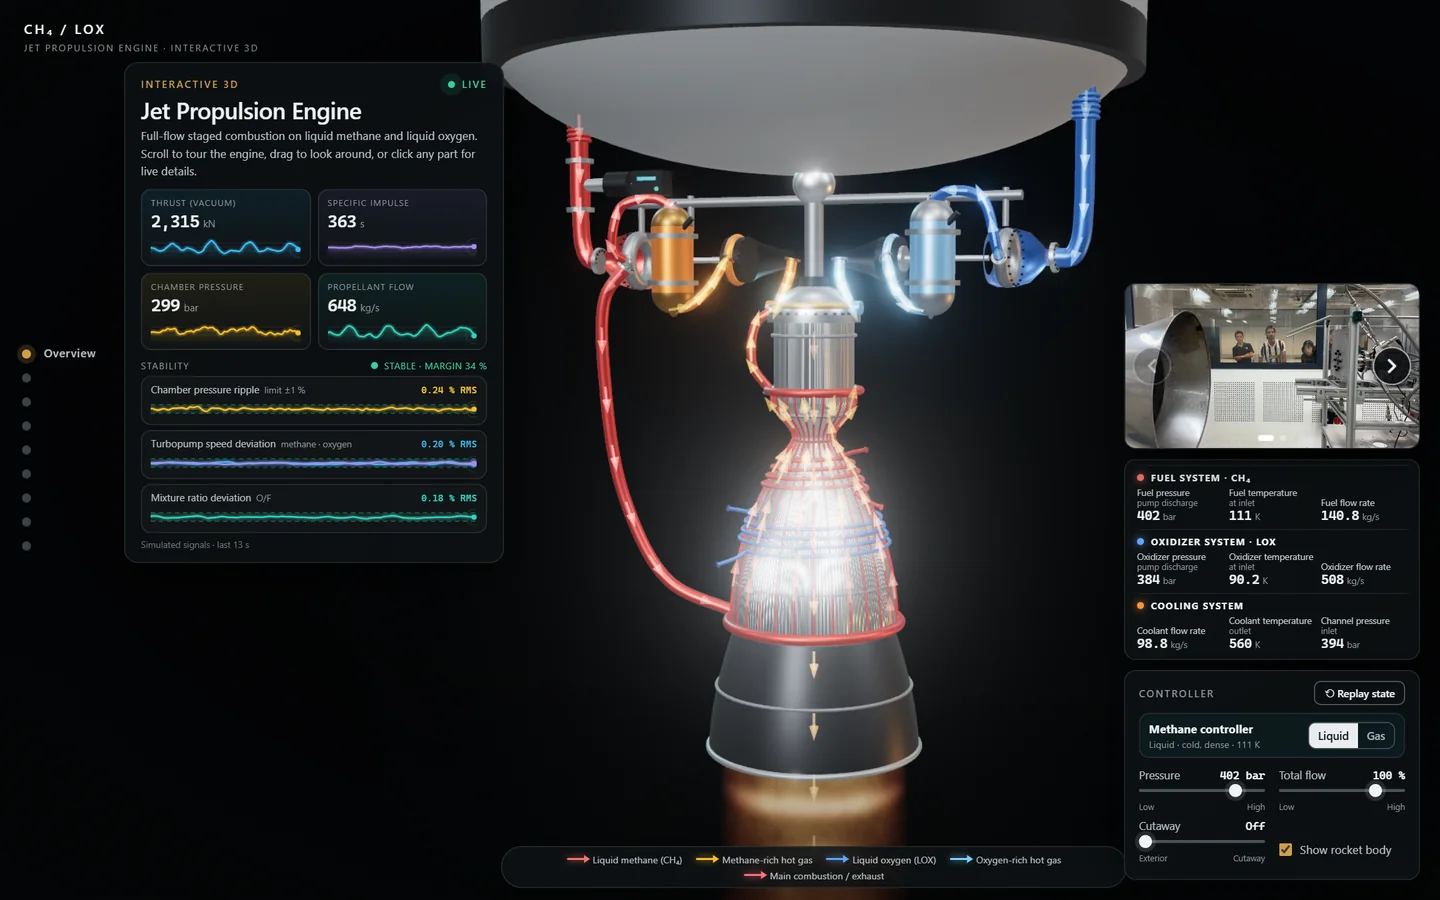 CH₄ / LOX
JET PROPULSION ENGINE · INTERACTIVE 3D
INTERACTIVE 3D
LIVE
Jet Propulsion Engine
Full-flow staged combustion on liquid methane and liquid oxygen.
Scroll to tour the engine, drag to look around, or click any part for
live details.
THRUST (VACUUM)
2,315 kN
SPECIFIC IMPULSE
363 s
CHAMBER PRESSURE
299 bar
PROPELLANT FLOW
648 kg/s
STABILITY
STABLE · MARGIN 34 %
Chamber pressure ripple limit ±1 % 0.24 % RMS
Turbopump speed deviation methane · oxygen 0.20 % RMS
Mixture ratio deviation O/F 0.18 % RMS
Simulated signals · last 13 s
Overview
FUEL SYSTEM · CH₄
Fuel pressure
pump discharge
402 bar
Fuel temperature
at inlet
111 K
Fuel flow rate
140.8 kg/s
OXIDIZER SYSTEM · LOX
Oxidizer pressure
pump discharge
384 bar
Oxidizer temperature
at inlet
90.2 K
Oxidizer flow rate
508 kg/s
COOLING SYSTEM
Coolant flow rate
98.8 kg/s
Coolant temperature
outlet
560 K
Channel pressure
inlet
394 bar
CONTROLLER
Replay state
Methane controller
Liquid · cold, dense · 111 K
Liquid
Gas
Pressure 402 bar
Low High
Total flow 100 %
Low High
Cutaway Off
Exterior Cutaway
Show rocket body
Liquid methane (CH₄) Methane-rich hot gas Liquid oxygen (LOX) Oxygen-rich hot gas
Main combustion / exhaust